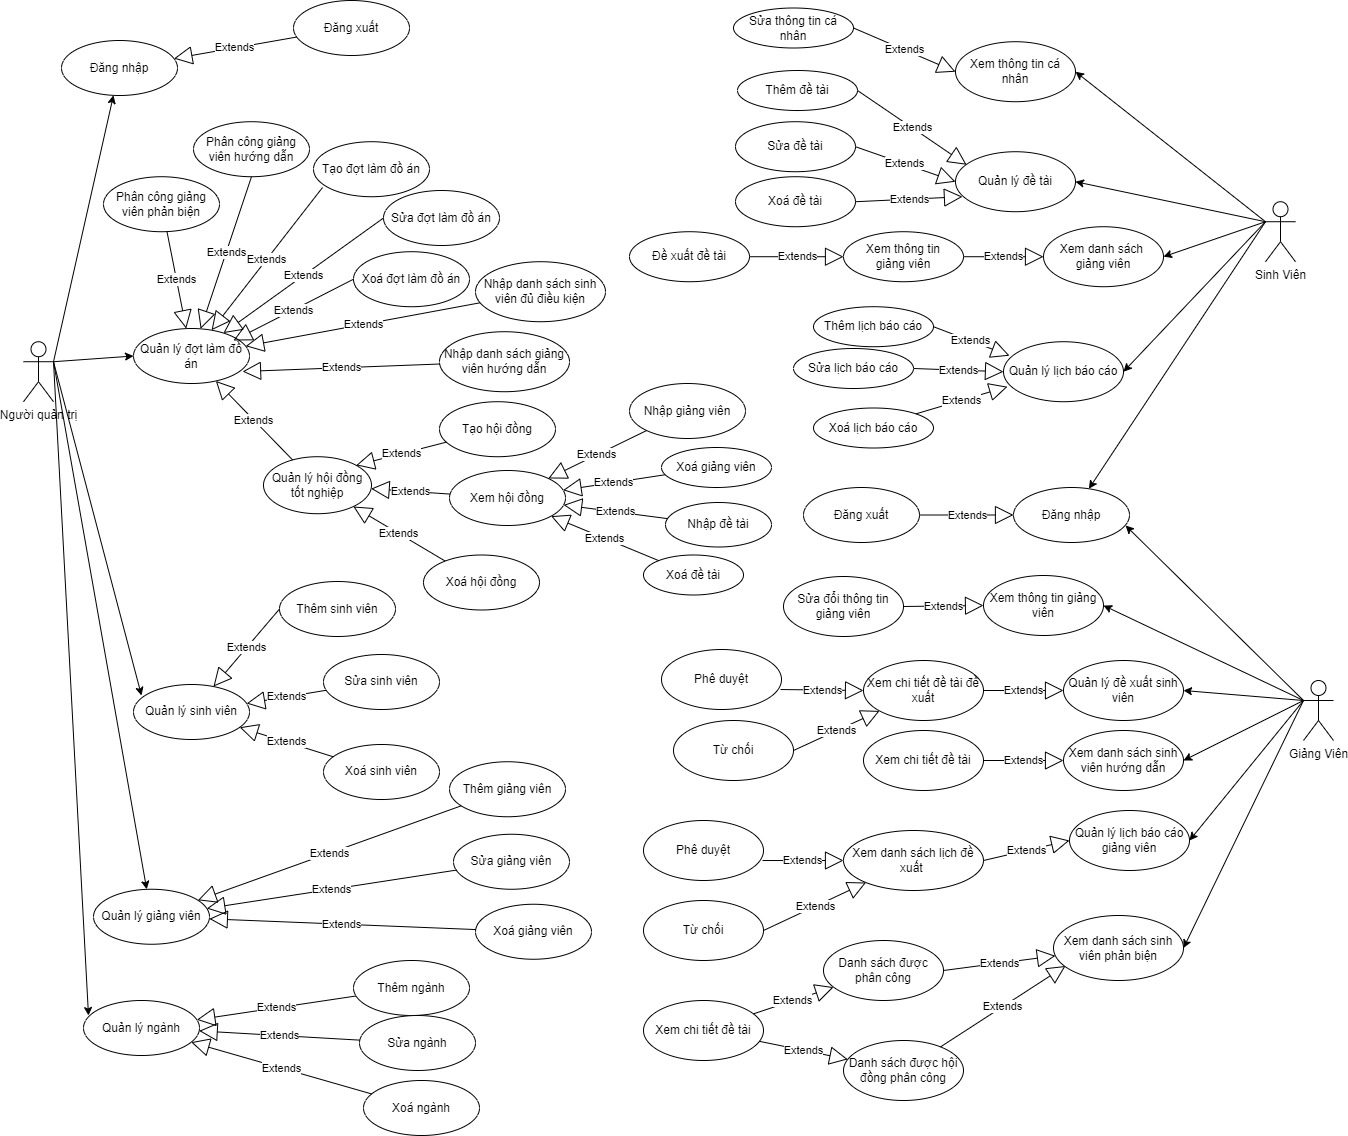 Đăng xuất
Extends
Đăng nhập
Phân công giảng
viên hướng dẫn
Tạo đợt làm đồ án
Phân công giảng
viên phản biện
Sửa đợt làm đồ án
Extends
Extends
Extends
Extends
Xoá đợt làm đồ án
Nhập danh sách sinh
viên đủ điều kiện
Extends
Extends
Quản lý đợt làm đồ
án
Nhập danh sách giảng
viên hướng dẫn
Extends
Người quản trị
Extends
Tạo hội đồng
Extends
Quản lý hội đồng
tốt nghiệp
Extends
Xem hội đồng
Nhập giảng viên
Extends
Xoá giảng viên
Extends
Nhập đề tài
Extends
Extends
Xoá đề tài
Extends
Xoá hội đồng
Thêm sinh viên
Extends
Sửa sinh viên
Extends
Quản lý sinh viên
Extends
Xoá sinh viên
Thêm giảng viên
Extends
Sửa giảng viên
Extends
Quản lý giảng viên
Extends
Xoá giảng viên
Thêm ngành
Extends
Quản lý ngành
Extends
Sửa ngành
Extends
Xoá ngành
Sửa thông tin cá
nhân
Extends
Xem thông tin cá
nhân
Thêm đề tài
Extends
Sửa đề tài
Extends
Quản lý đề tài
Xoá đề tài
Extends
Đề xuất đề tài
Extends
Xem thông tin
giảng viên
Extends
Xem danh sách
giảng viên
Sinh Viên
Thêm lịch báo cáo
Extends
Sửa lịch báo cáo
Extends
Quản lý lịch báo cáo
Extends
Xoá lịch báo cáo
Đăng xuất
Extends
Đăng nhập
Sửa đổi thông tin
giảng viên
Extends
Xem thông tin giảng
viên
Phê duyệt
Extends
Xem chi tiết đề tài đề
xuất
Extends
Quản lý đề xuất sinh
viên
Từ chối
Extends
Xem chi tiết đề tài
Extends
Xem danh sách sinh
viên hướng dẫn
Giảng Viên
Phê duyệt
Extends
Xem danh sách lịch đề
xuất
Extends
Quản lý lịch báo cáo
giảng viên
Từ chối
Extends
Danh sách được
phân công
Extends
Xem danh sách sinh
viên phản biện
Xem chi tiết đề tài
Extends
Extends
Extends
Danh sách được hội
đồng phân công